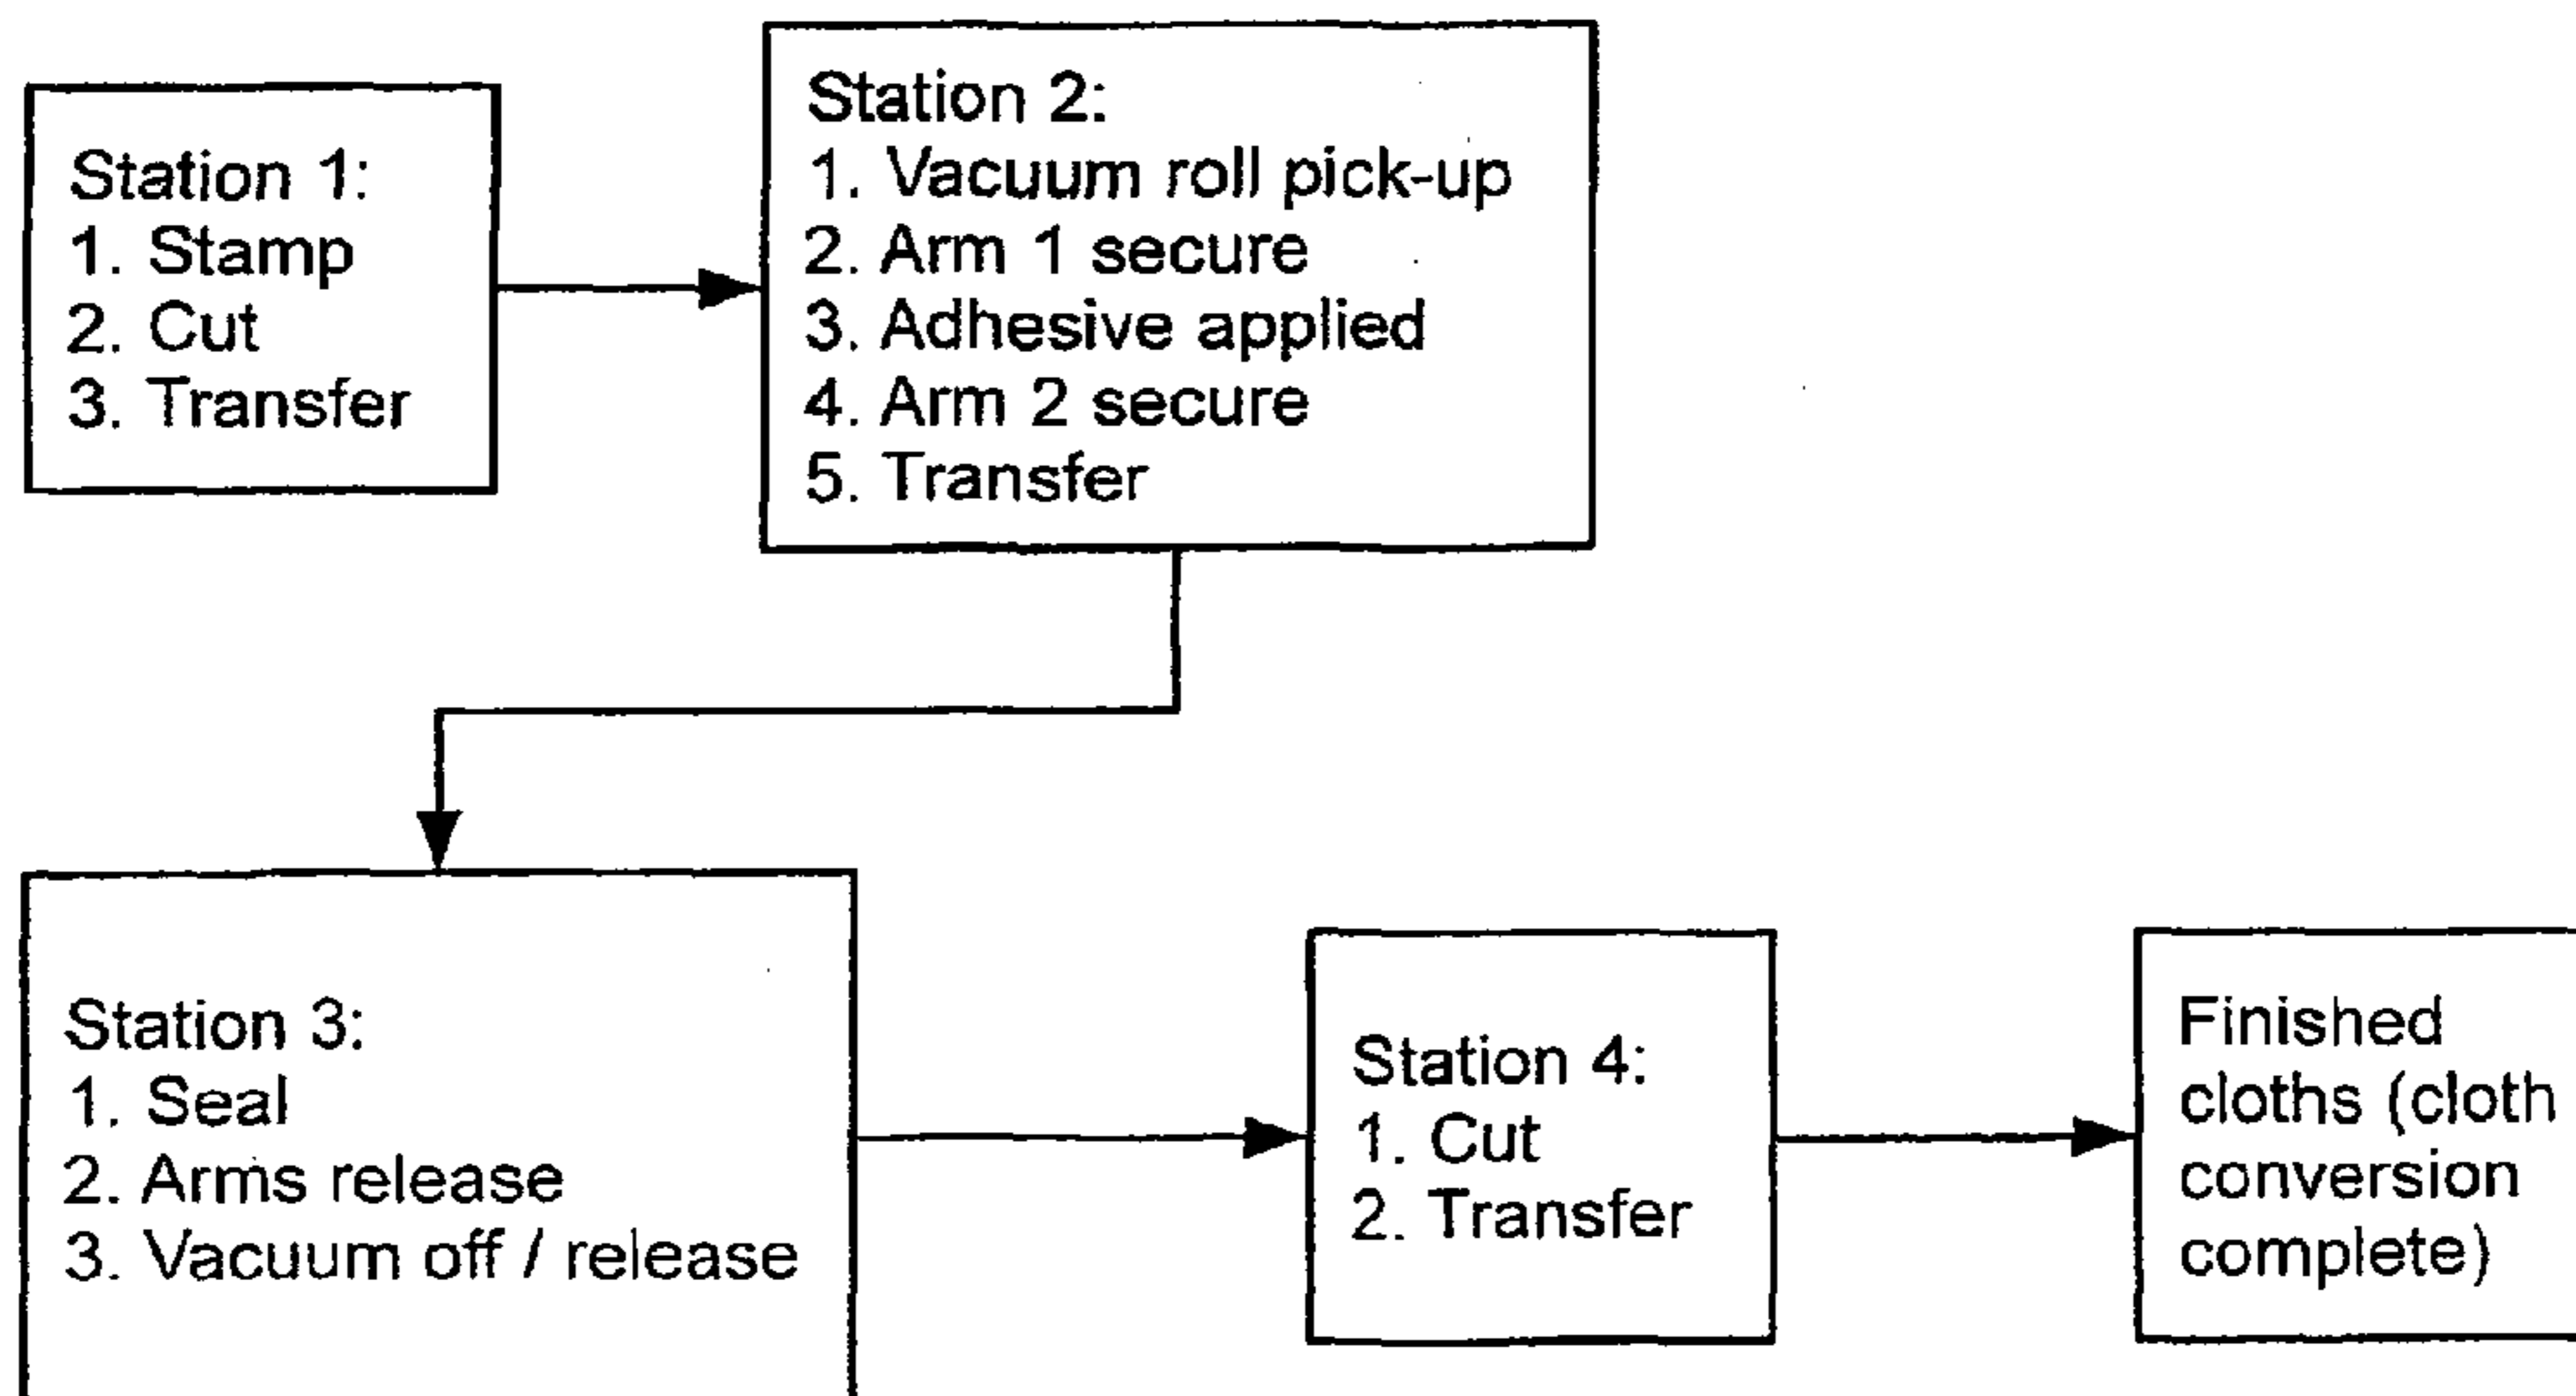 Station 1:
1. Stamp
2. Cut
3. Transfer
Station 2:
1. Vacuum roll pick-up
2. Arm 1 secure
3. Adhesive applied
4. Arm 2 secure
5. Transfer
Station 3:
1. Seal
2. Arms release
3. Vacuum off / release
Station 4:
1. Cut
2. Transfer
Finished
cloths (cloth
conversion
complete)